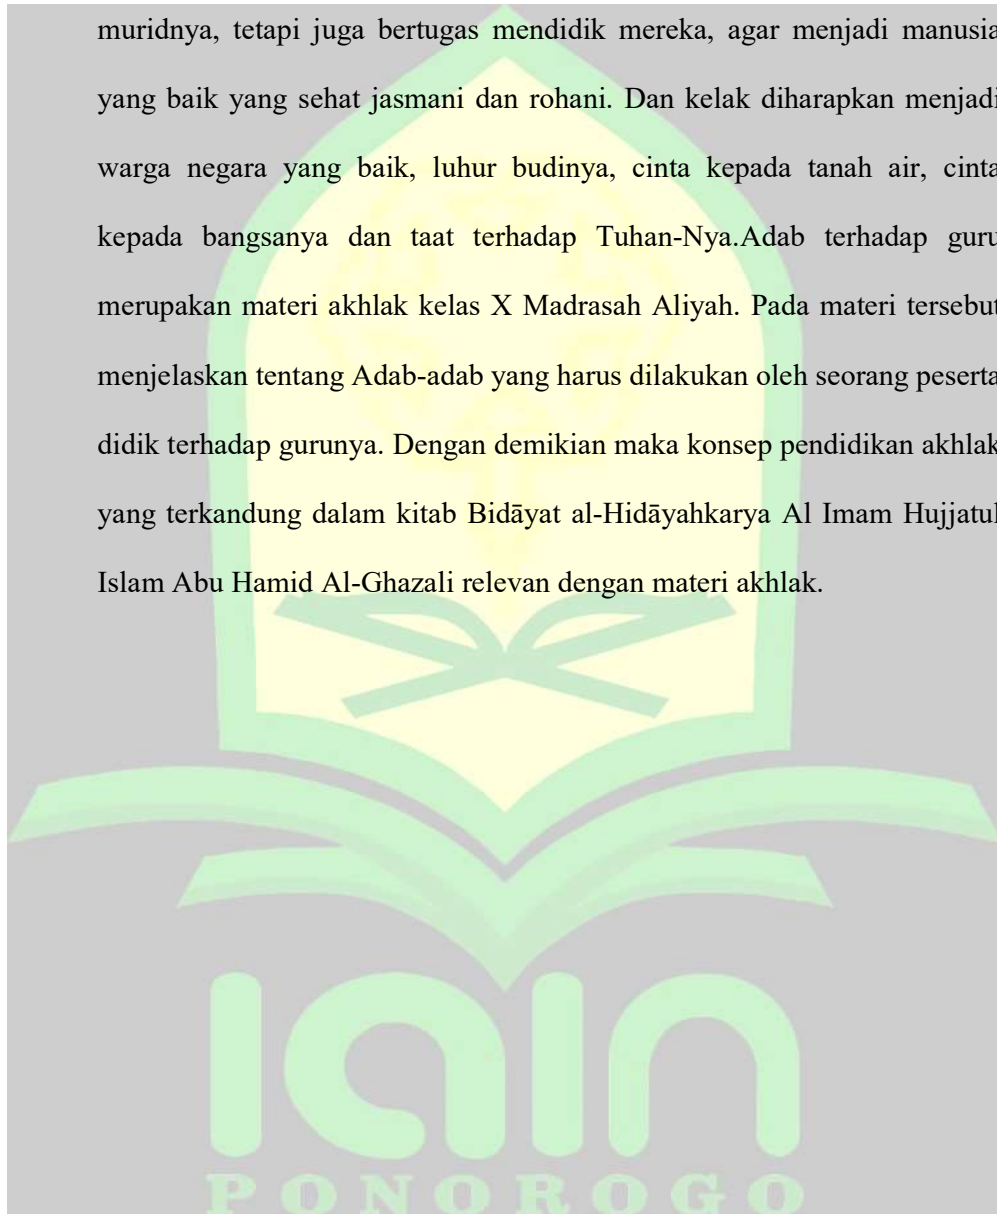 muridnya, tetapi juga bertugas mendidik mereka, agar menjadi manusia
yang baik yang sehat jasmani dan rohani. Dan kelak diharapkan menjadi
warga negara yang baik, luhur budinya, cinta kepada tanah air, cinta
kepada bangsanya dan taat terhadap Tuhan-Nya.Adab terhadap guru
merupakan materi akhlak kelas X Madrasah Aliyah. Pada materi tersebut
menjelaskan tentang Adab-adab yang harus dilakukan oleh seorang peserta
didik terhadap gurunya. Dengan demikian maka konsep pendidikan akhlak
yang terkandung dalam kitab Bidāyat al-Hidāyahkarya Al Imam Hujjatul
Islam Abu Hamid Al-Ghazali relevan dengan materi akhlak.
IAIN
PONOROGO